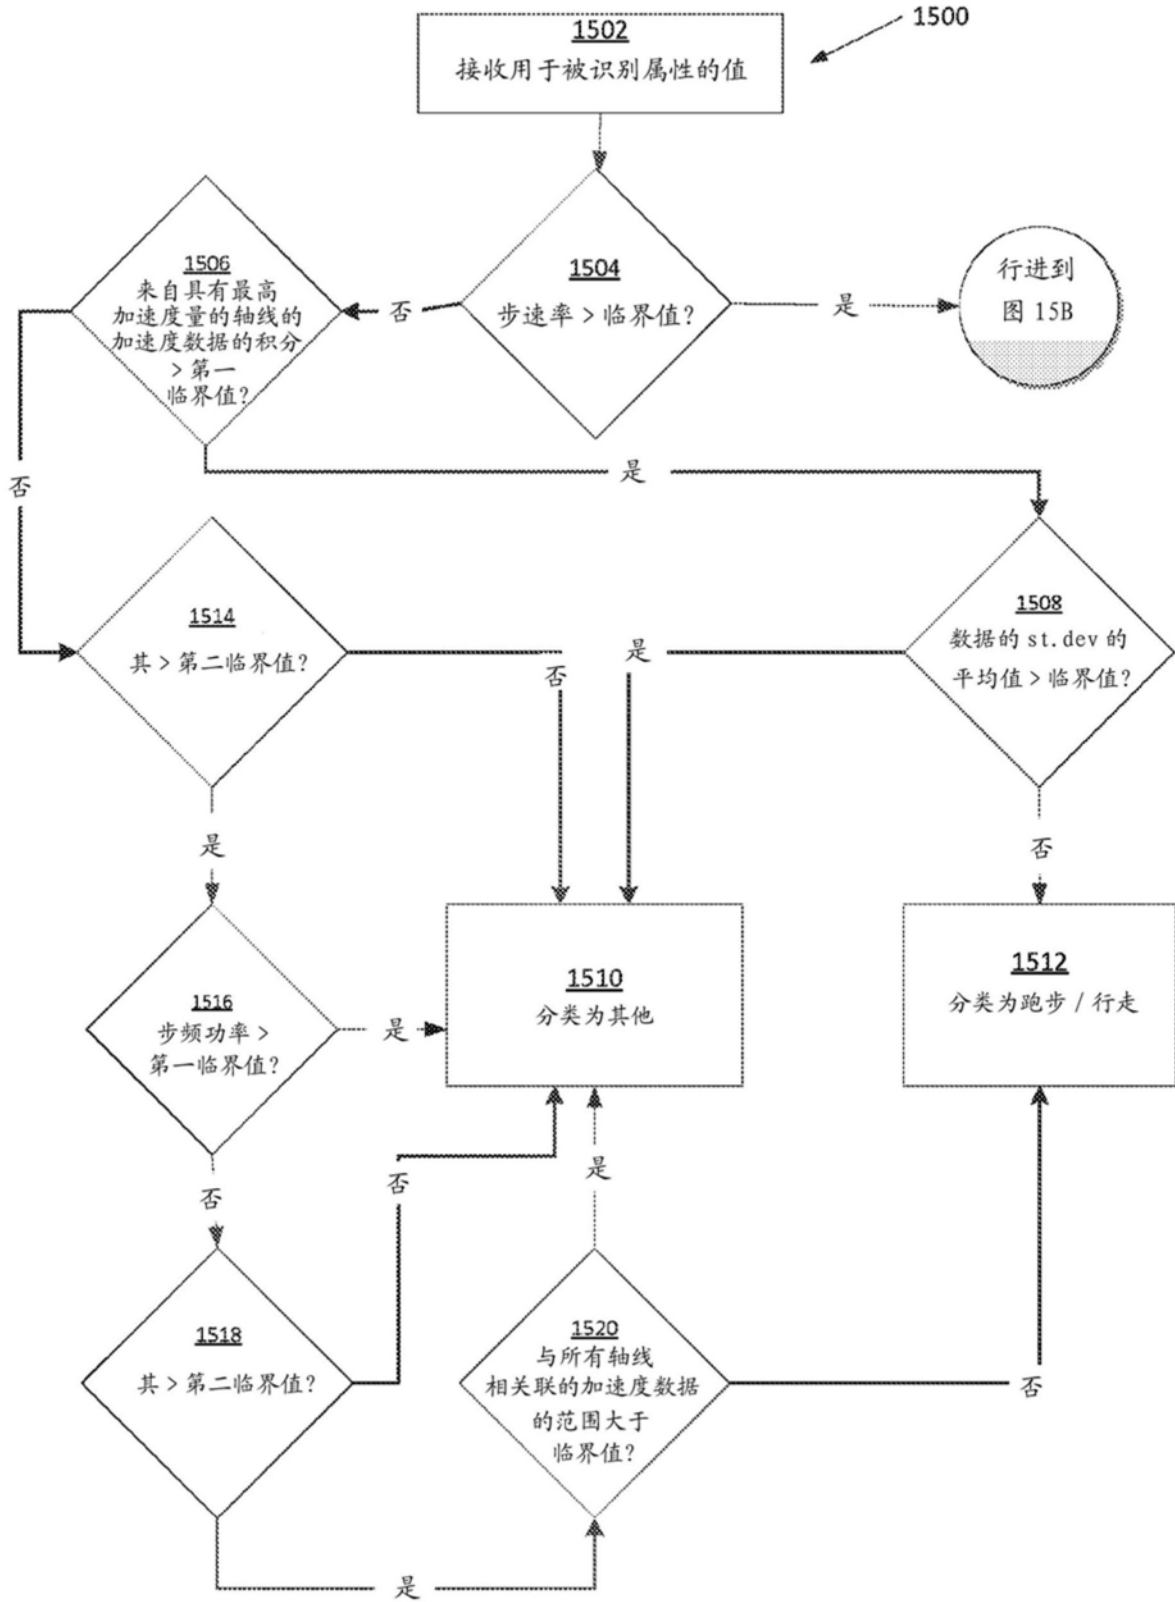 1500
1502
接收用于被识别属性的值
1504
步速率 > 临界值?
是
行进到
图 15B
否
1506
来自具有最高
加速度量的轴线的
加速度数据的积分
> 第一
临界值?
是
否
1508
数据的 st.dev 的
平均值 > 临界值?
是
否
1514
其 > 第二临界值?
否
是
1510
分类为其他
1512
分类为跑步 / 行走
1516
步频功率 >
第一临界值?
是
否
1518
其 > 第二临界值?
否
是
1520
与所有轴线
相关联的加速度数据
的范围大于
临界值?
是
否